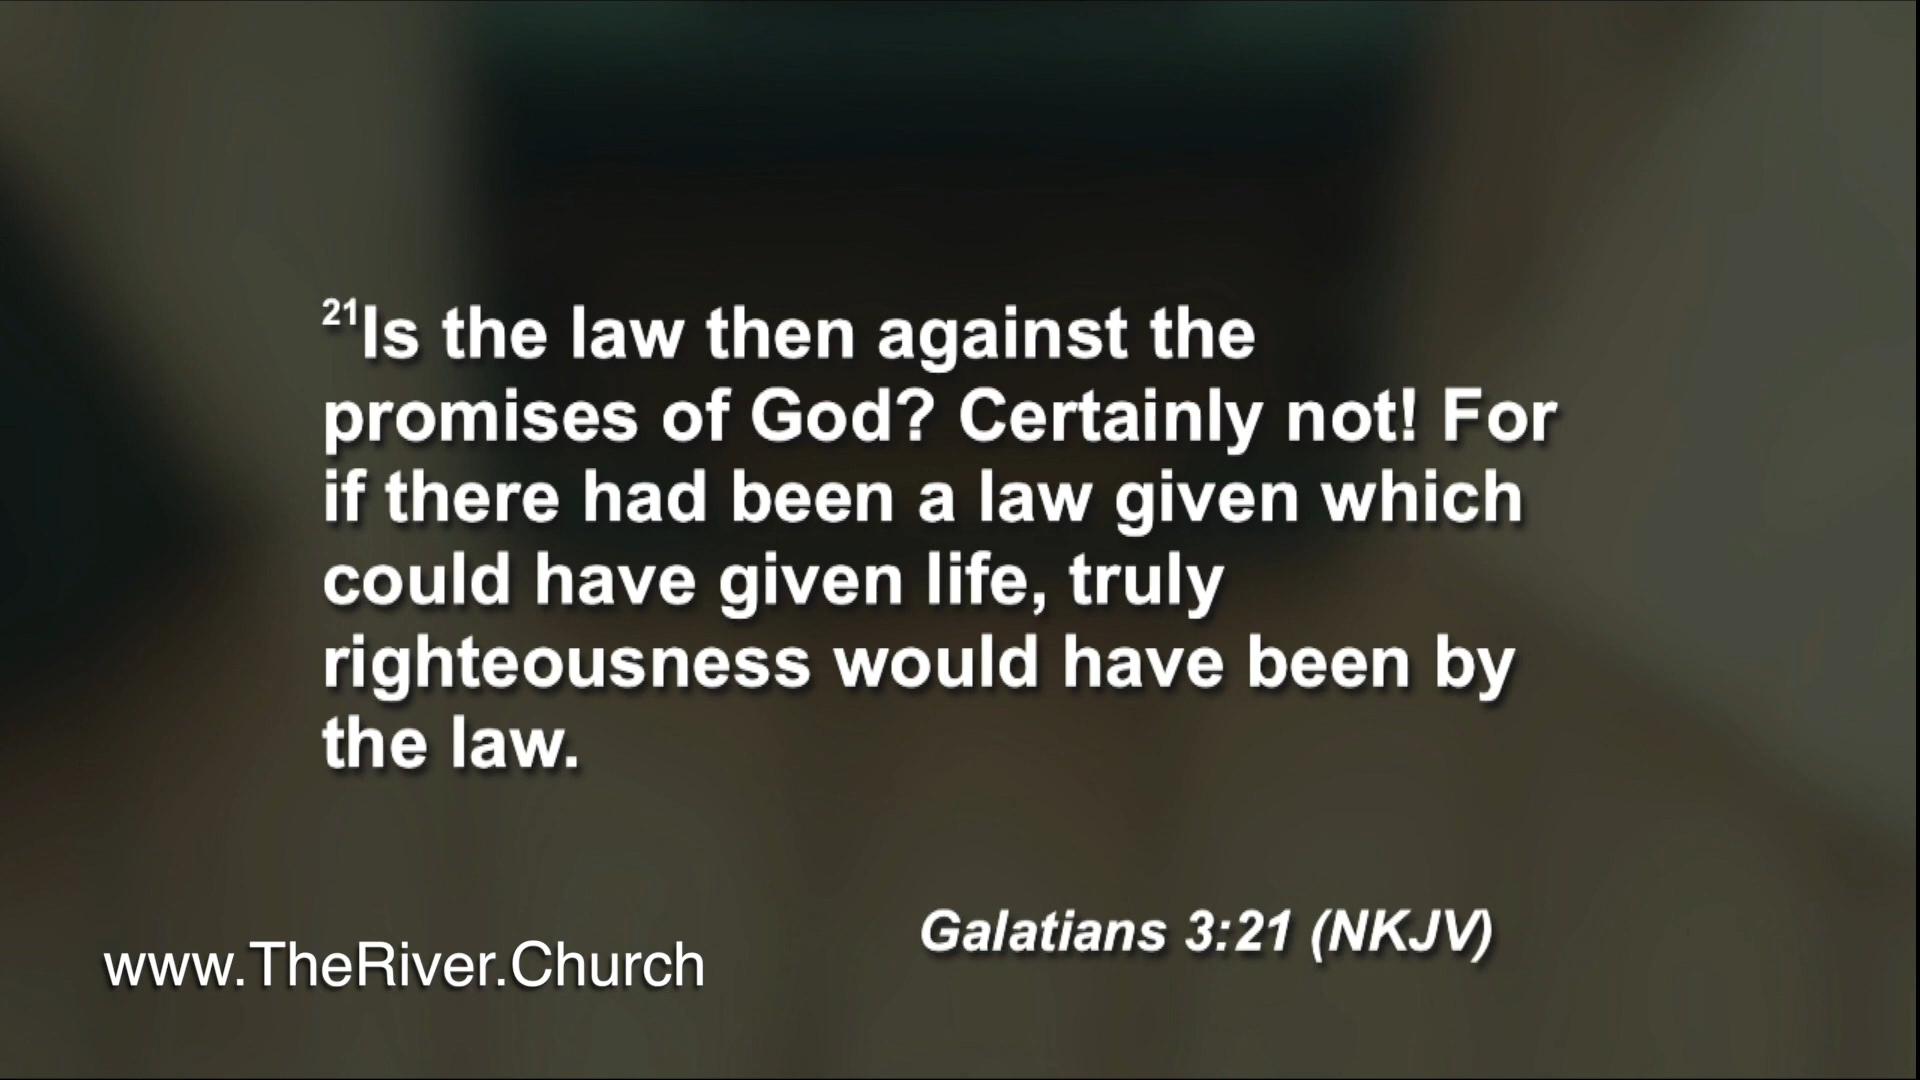 21Is the law then against the
promises of God? Certainly not! For
if there had been a law given which
could have given life, truly
righteousness would have been by
the law.
Galatians 3:21 (NKJV)
www.TheRiver.Church